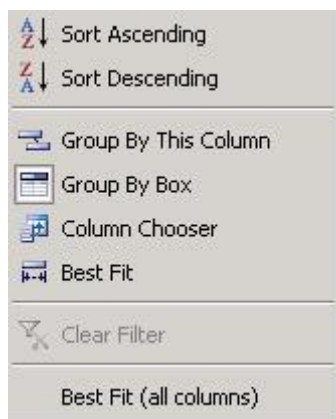 Sort Ascending
Sort Descending
Group By This Column
Group By Box
Column Chooser
Best Fit
Clear Filter
Best Fit (all columns)